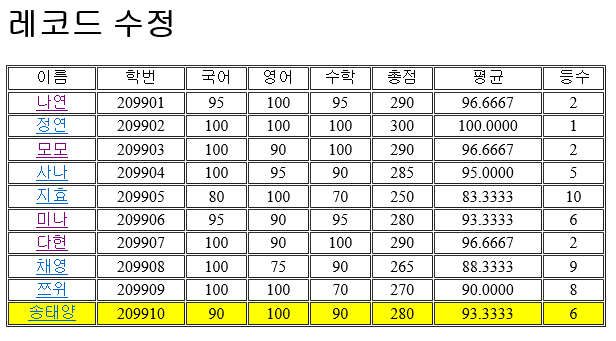 레코드 수정
이름 학번 국어 영어 수학 총점 평균 등수
나연 209901 95 100 95 290 96.6667 2
정연 209902 100 100 100 300 100.0000 1
모모 209903 100 90 100 290 96.6667 2
사나 209904 100 95 90 285 95.0000 5
지효 209905 80 100 70 250 83.3333 10
미나 209906 95 90 95 280 93.3333 6
다현 209907 100 90 100 290 96.6667 2
채영 209908 100 75 90 265 88.3333 9
쯔위 209909 100 100 70 270 90.0000 8
송태양 209910 90 100 90 280 93.3333 6